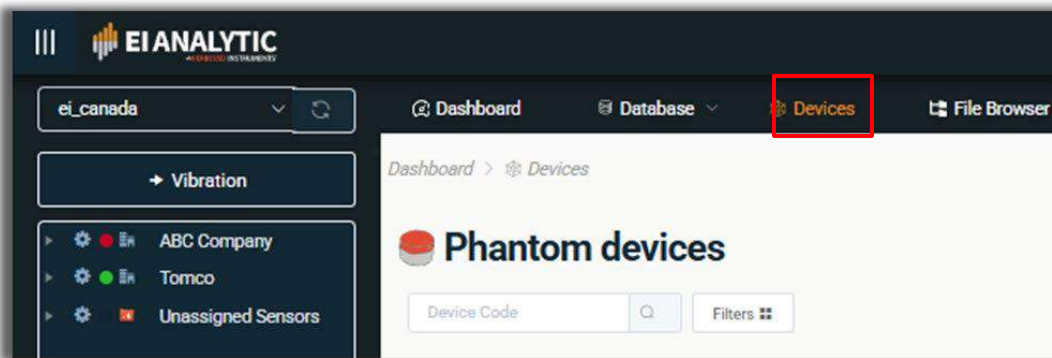 EI ANALYTIC
ei_canada
Dashboard
Database
Devices
File Browser
Vibration
Dashboard > Devices
ABC Company
Tomco
Unassigned Sensors
Phantom devices
Device Code
Filters